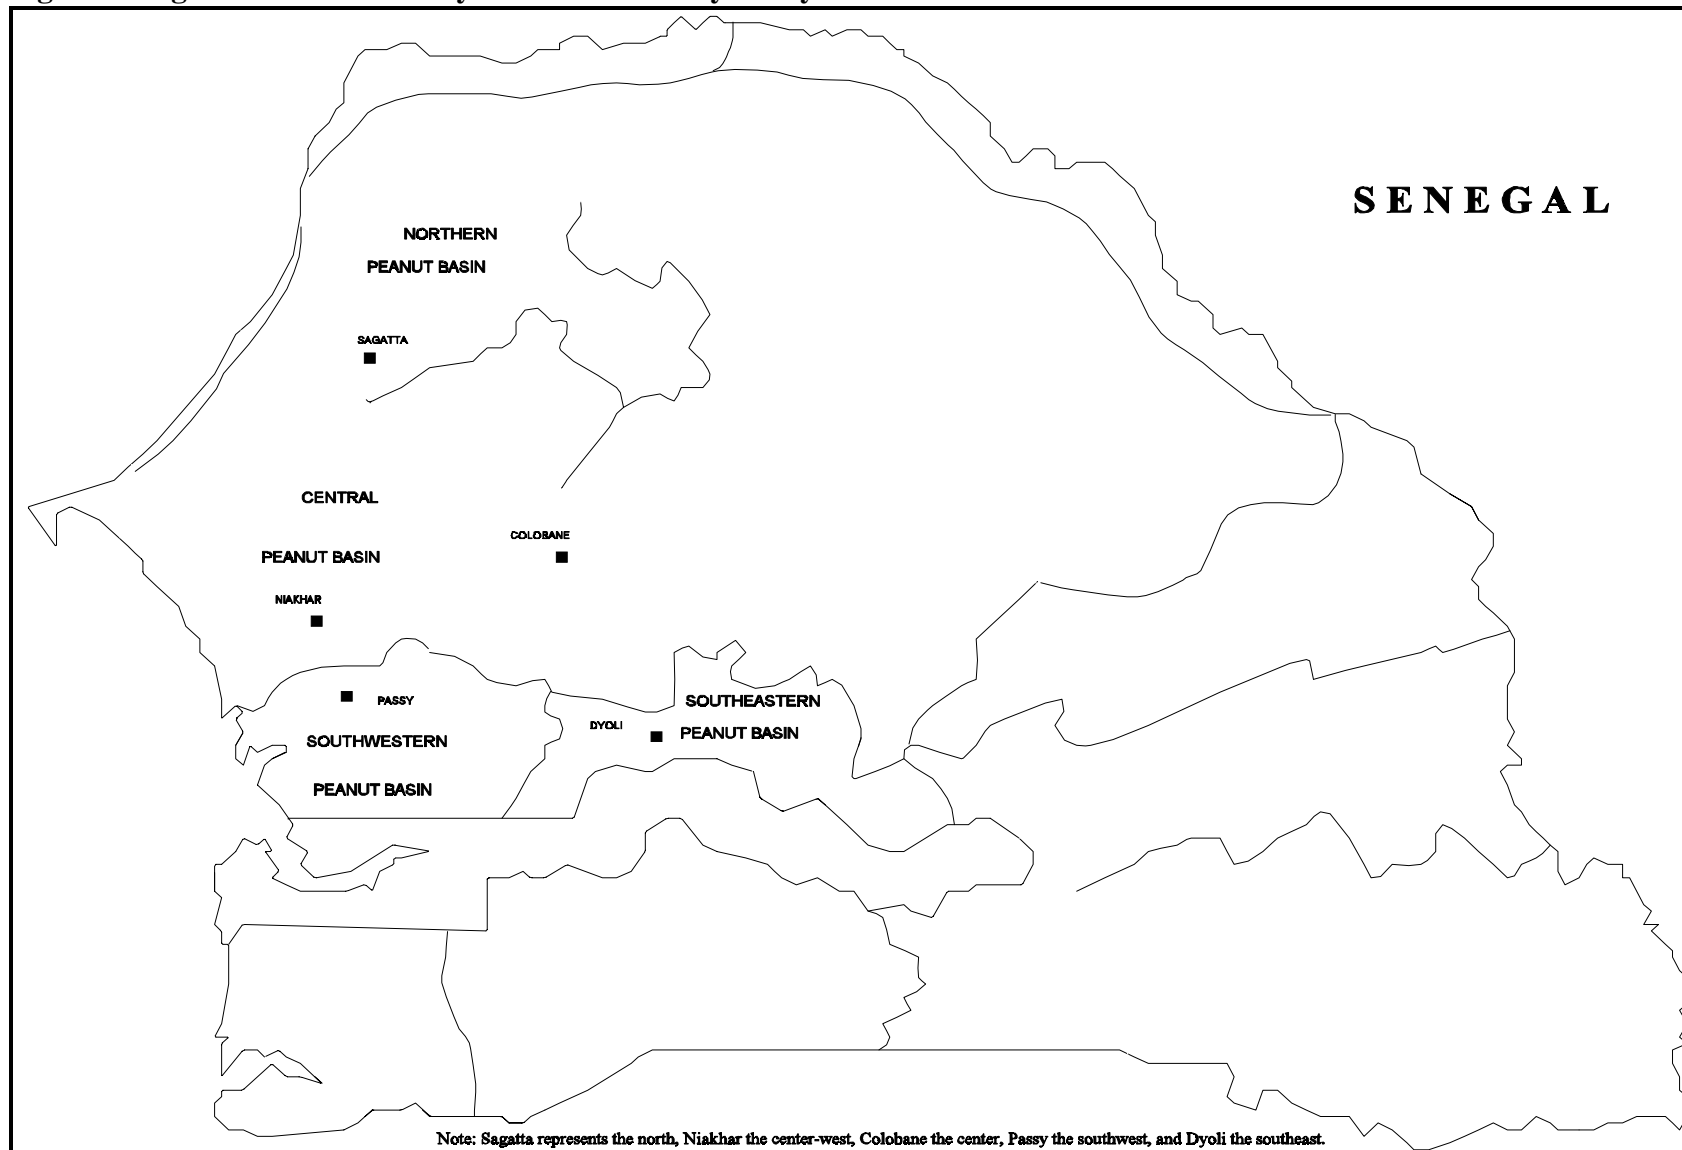 SENEGAL
NORTHERN
PEANUT BASIN
SAGATTA
CENTRAL
COLOBANE
PEANUT BASIN
NIAKHAR
PASSY
SOUTHEASTERN
DYOLI
PEANUT BASIN
SOUTHWESTERN
PEANUT BASIN
Note: Sagatta represents the north, Niakhar the center-west, Colobane the center, Passy the southwest, and Dyoli the southeast.